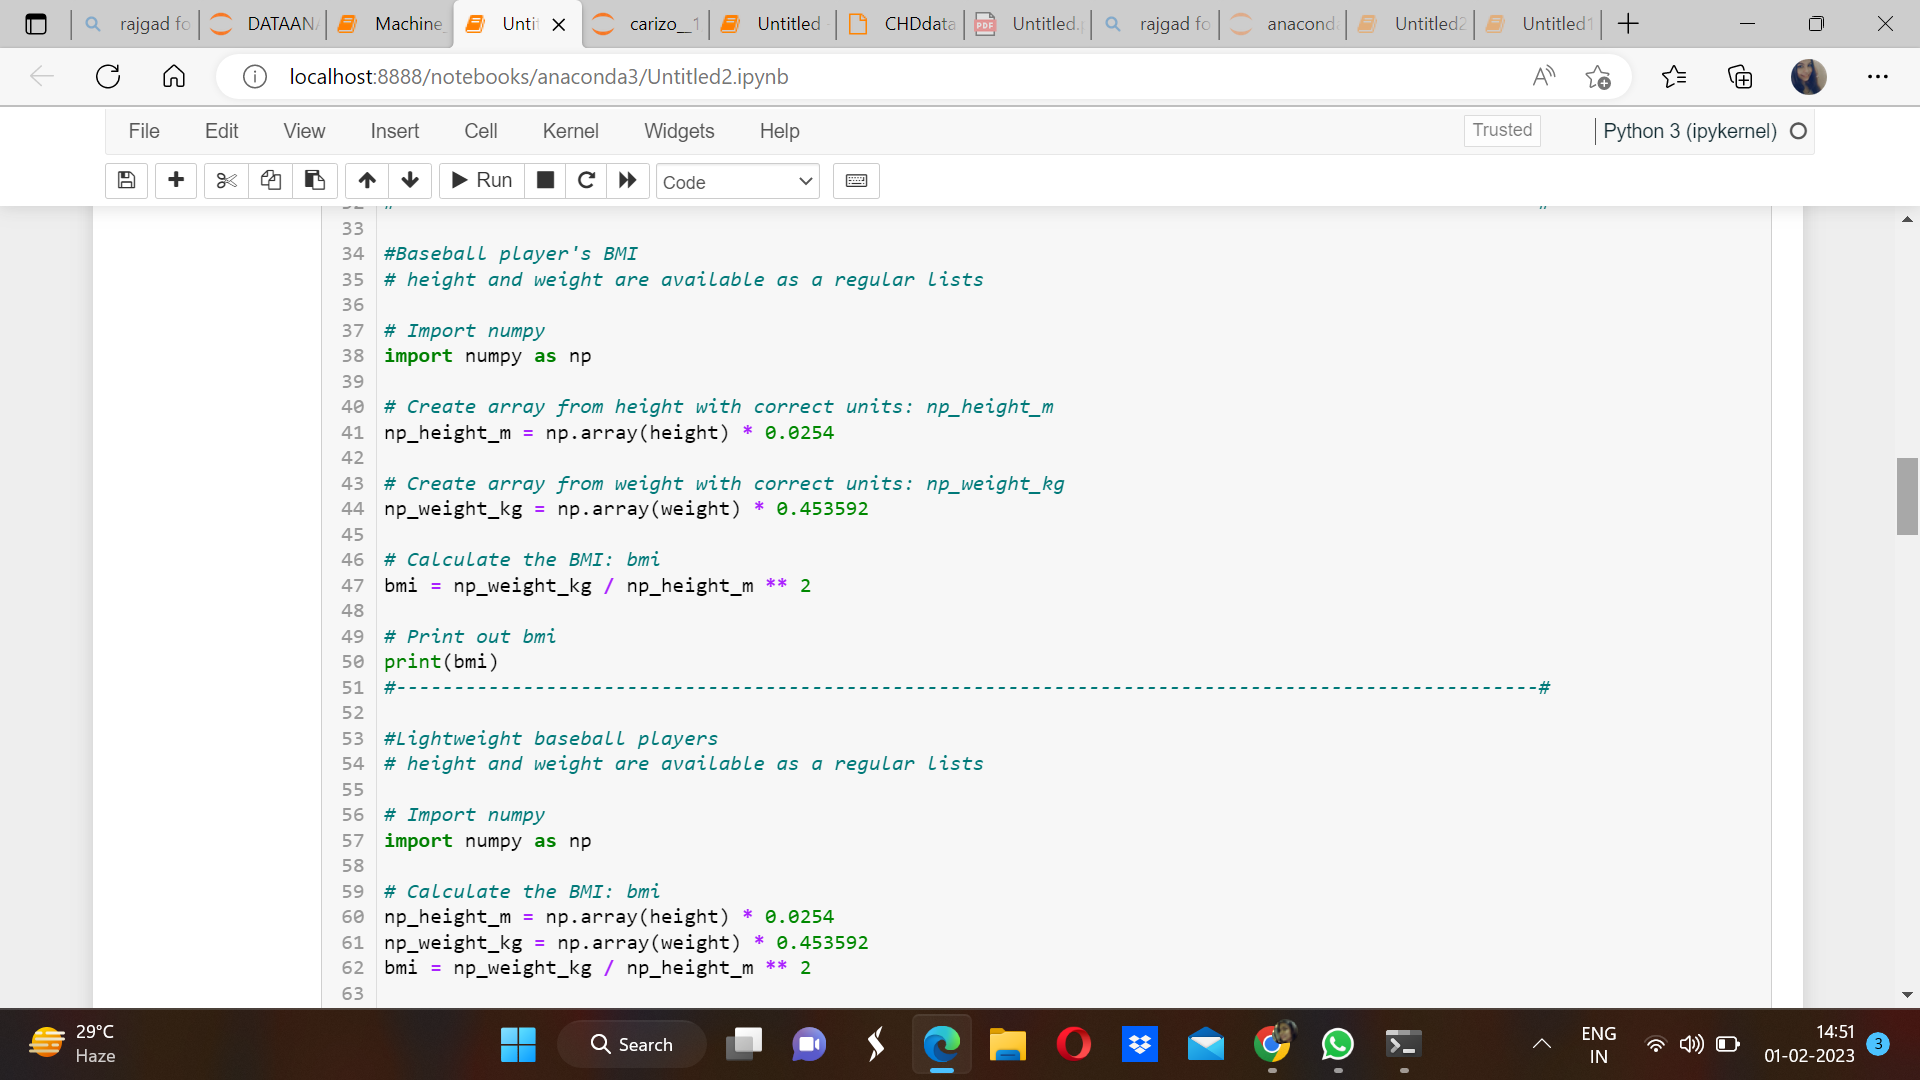 rajgad fo
DATAANA
Machine_
Unti
carizo__1
Untitled
CHDdata
Untitled.
rajgad fo
anaconda
Untitled2
Untitled1
localhost:8888/notebooks/anaconda3/Untitled2.ipynb
File Edit View Insert Cell Kernel Widgets Help Trusted Python 3 (ipykernel)
Run Code
32 # #
33
34 #Baseball player's BMI
35 # height and weight are available as a regular lists
36
37 # Import numpy
38 import numpy as np
39
40 # Create array from height with correct units: np_height_m
41 np_height_m = np.array(height) * 0.0254
42
43 # Create array from weight with correct units: np_weight_kg
44 np_weight_kg = np.array(weight) * 0.453592
45
46 # Calculate the BMI: bmi
47 bmi = np_weight_kg / np_height_m ** 2
48
49 # Print out bmi
50 print(bmi)
51 #---------------------------------------------------------------------------------------------------#
52
53 #Lightweight baseball players
54 # height and weight are available as a regular lists
55
56 # Import numpy
57 import numpy as np
58
59 # Calculate the BMI: bmi
60 np_height_m = np.array(height) * 0.0254
61 np_weight_kg = np.array(weight) * 0.453592
62 bmi = np_weight_kg / np_height_m ** 2
63
29°C
Haze
Search
ENG
IN
14:51
01-02-2023
3